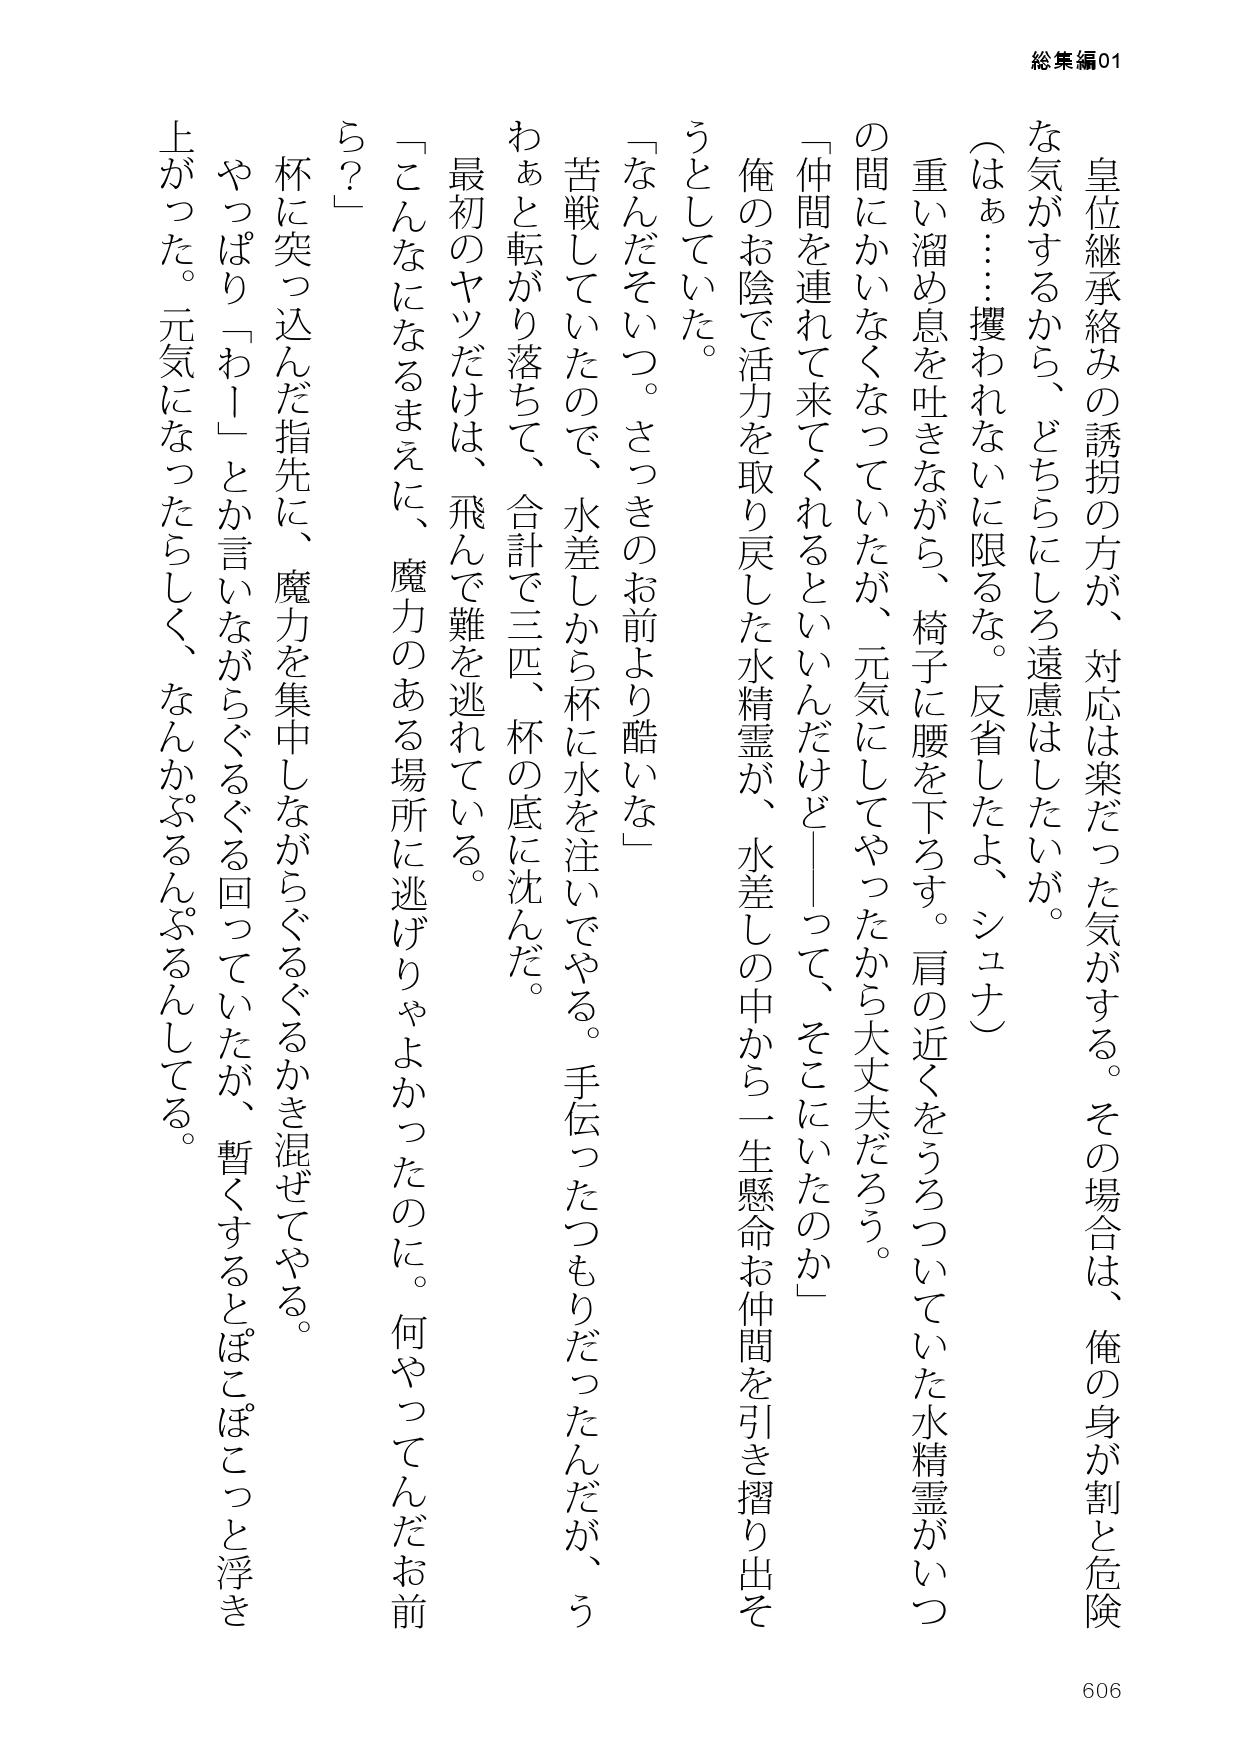 総集編01
　皇位継承絡みの誘拐の方が、対応は楽だった気がする。その場合は、俺の身が割と危険
な気がするから、どちらにしろ遠慮はしたいが。
（はぁ……攫われないに限るな。反省したよ、シュナ）
　重い溜め息を吐きながら、椅子に腰を下ろす。肩の近くをうろついていた水精霊がいつ
の間にかいなくなっていたが、元気にしてやったから大丈夫だろう。
「仲間を連れて来てくれるといいんだけど――って、そこにいたのか」
　俺のお陰で活力を取り戻した水精霊が、水差しの中から一生懸命お仲間を引き摺り出そ
うとしていた。
「なんだそいつ。さっきのお前より酷いな」
　苦戦していたので、水差しから杯に水を注いでやる。手伝ったつもりだったんだが、う
わぁと転がり落ちて、合計で三匹、杯の底に沈んだ。
　最初のヤツだけは、飛んで難を逃れている。
「こんなになるまえに、魔力のある場所に逃げりゃよかったのに。何やってんだお前
ら？」
　杯に突っ込んだ指先に、魔力を集中しながらぐるぐるかき混ぜてやる。
　やっぱり「わー」とか言いながらぐるぐる回っていたが、暫くするとぽこぽこっと浮き
上がった。元気になったらしく、なんかぷるんぷるんしてる。
606